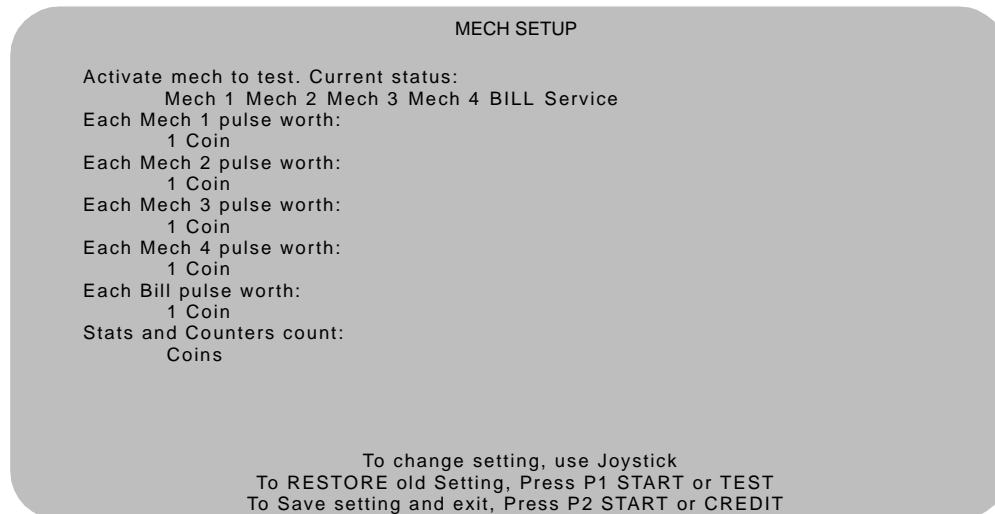 MECH SETUP
Activate mech to test. Current status:
Mech 1 Mech 2 Mech 3 Mech 4 BILL Service
Each Mech 1 pulse worth:
1 Coin
Each Mech 2 pulse worth:
1 Coin
Each Mech 3 pulse worth:
1 Coin
Each Mech 4 pulse worth:
1 Coin
Each Bill pulse worth:
1 Coin
Stats and Counters count:
Coins
To change setting, use Joystick
To RESTORE old Setting, Press P1 START or TEST
To Save setting and exit, Press P2 START or CREDIT